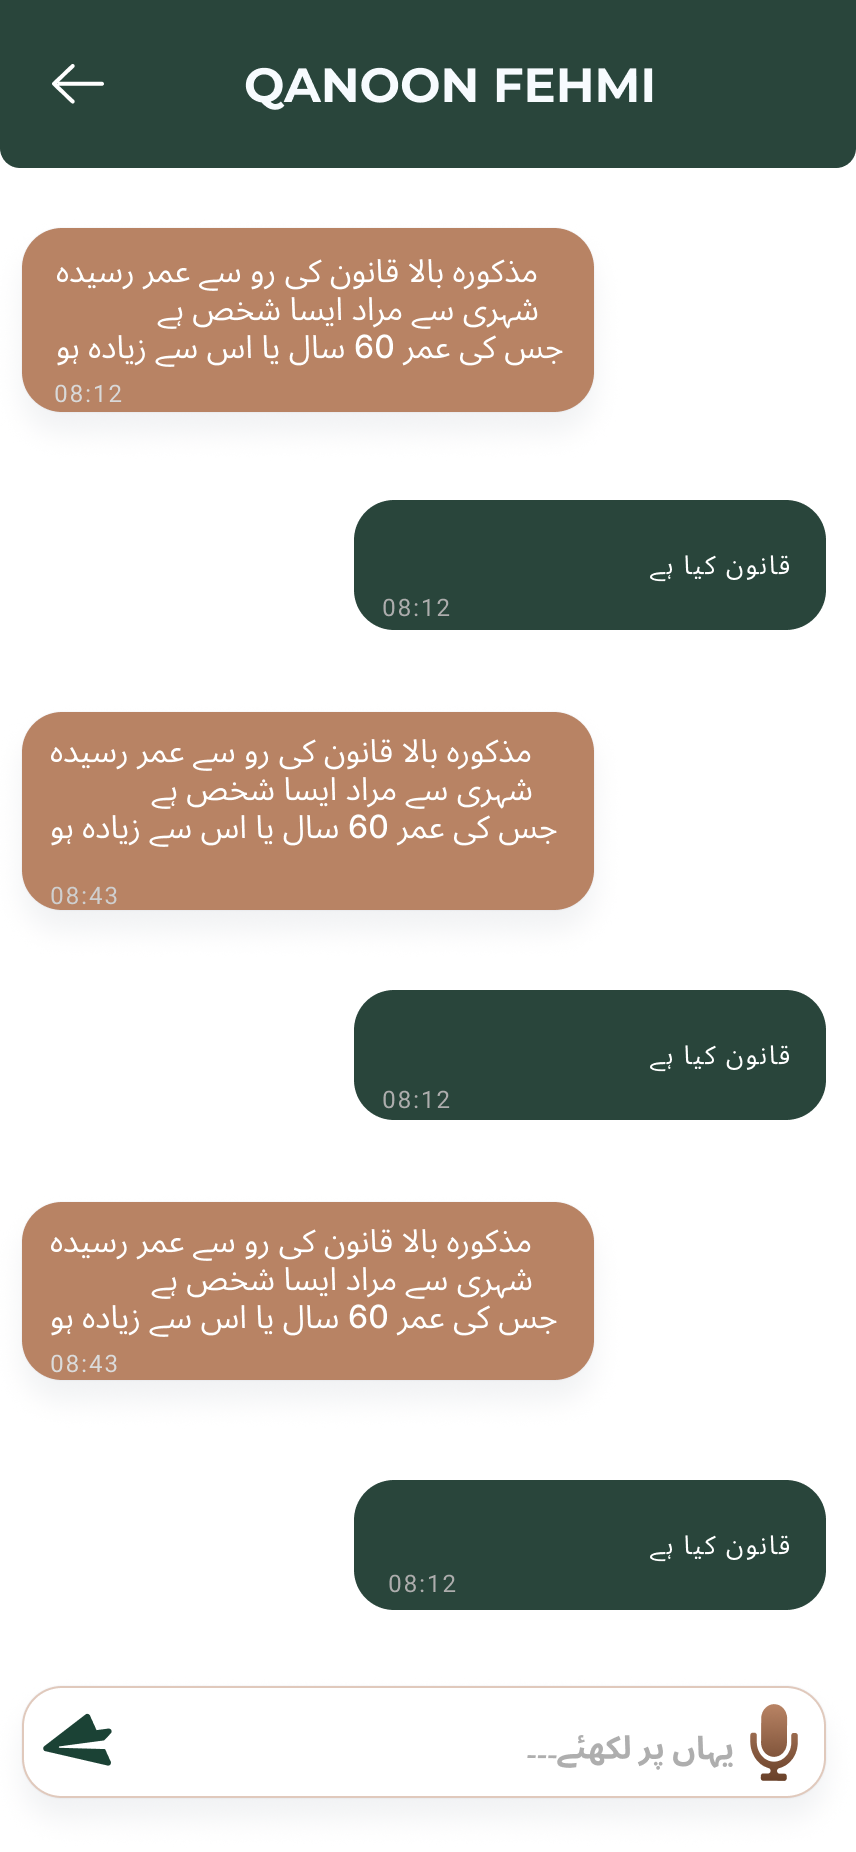 QANOON FEHMI
مذکورہ بالا قانون کی رو سے عمر رسیدہ
شہری سے مراد ایسا شخص ہے
جس کی عمر 60 سال یا اس سے زیادہ ہو
08:12
قانون کیا ہے
08:12
مذکورہ بالا قانون کی رو سے عمر رسیدہ
شہری سے مراد ایسا شخص ہے
جس کی عمر 60 سال یا اس سے زیادہ ہو
08:43
قانون کیا ہے
08:12
مذکورہ بالا قانون کی رو سے عمر رسیدہ
شہری سے مراد ایسا شخص ہے
جس کی عمر 60 سال یا اس سے زیادہ ہو
08:43
قانون کیا ہے
08:12
یہاں پر لکھئے---